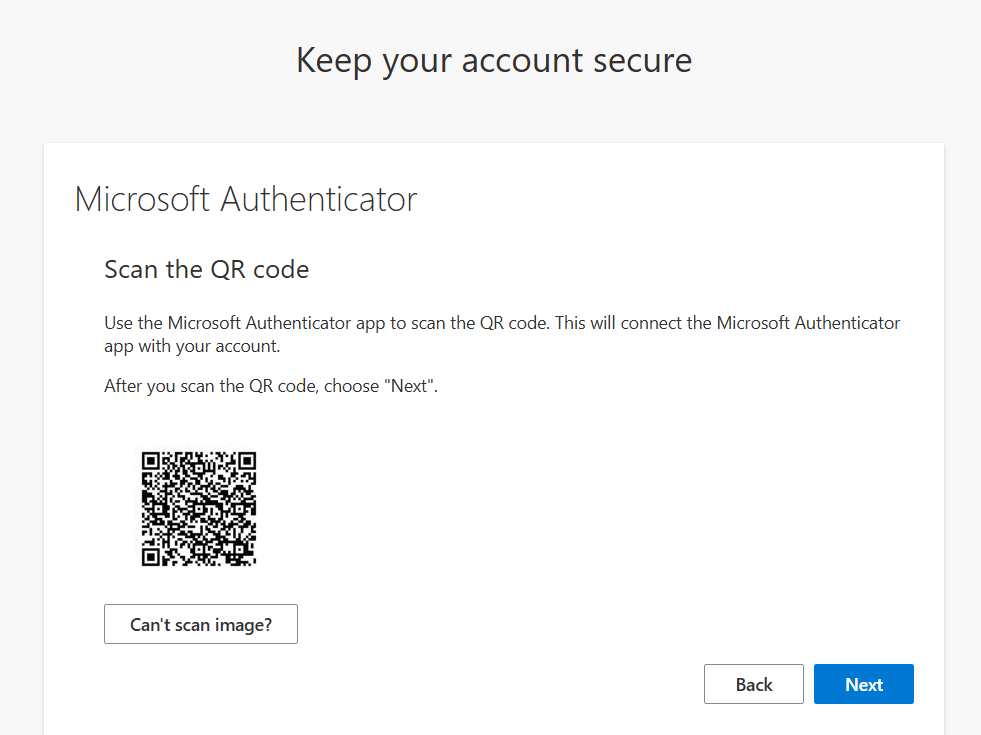 Keep your account secure
Microsoft Authenticator
Scan the QR code
Use the Microsoft Authenticator app to scan the QR code. This will connect the Microsoft Authenticator
app with your account.
After you scan the QR code, choose "Next".
Can't scan image?
Back
Next